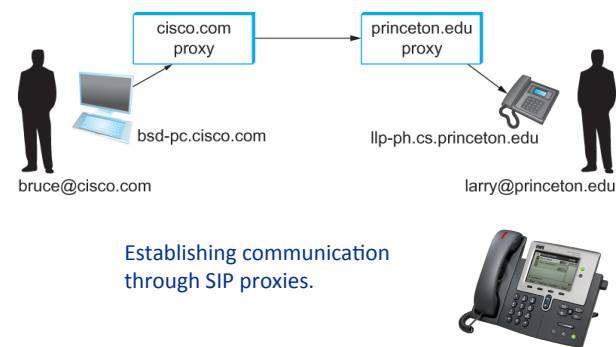 cisco.com
proxy
princeton.edu
proxy
bsd-pc.cisco.com
llp-ph.cs.princeton.edu
bruce@cisco.com
larry@princeton.edu
Establishing communication
through SIP proxies.